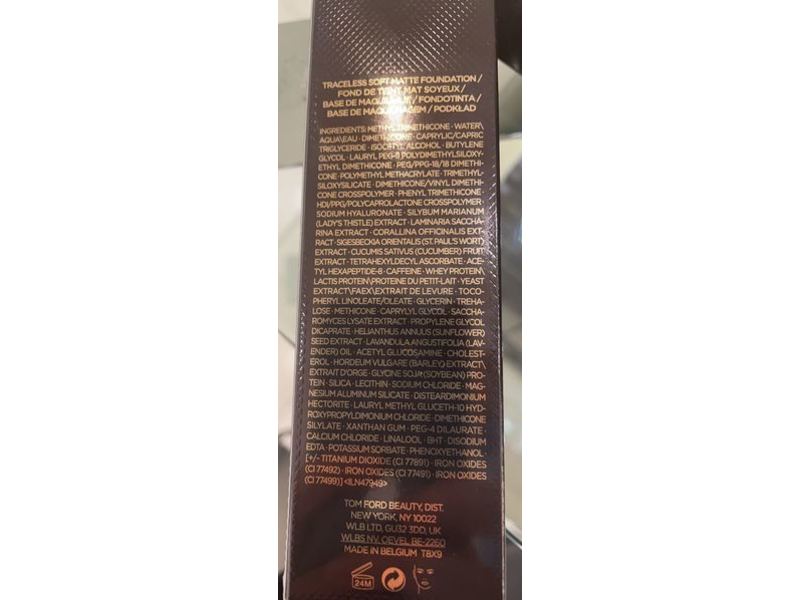 TRACELESS SOFT MATTE FOUNDATION /
FOND DE TEINT MAT SOYEUX /
BASE DE MAQUILLAJE / FONDOTINTA /
BASE DE MAQUILHAGEM / PODKŁAD
INGREDIENTS: METHYL TRIMETHICONE · WATER\
AQUA\EAU · DIMETHICONE · CAPRYLIC/CAPRIC
TRIGLYCERIDE · ISOCETYL ALCOHOL · BUTYLENE
GLYCOL · LAURYL PEG-9 POLYDIMETHYLSILOXY-
ETHYL DIMETHICONE · PEG/PPG-18/18 DIMETHI-
CONE · POLYMETHYL METHACRYLATE · TRIMETHYL-
SILOXYSILICATE · DIMETHICONE/VINYL DIMETHI-
CONE CROSSPOLYMER · PHENYL TRIMETHICONE ·
HDI/PPG/POLYCAPROLACTONE CROSSPOLYMER ·
SODIUM HYALURONATE · SILYBUM MARIANUM
(LADY'S THISTLE) EXTRACT · LAMINARIA SACCHA-
RINA EXTRACT · CORALLINA OFFICINALIS EXT-
RACT · SIGESBECKIA ORIENTALIS (ST. PAUL'S WORT)
EXTRACT · CUCUMIS SATIVUS (CUCUMBER) FRUIT
EXTRACT · TETRAHEXYLDECYL ASCORBATE · ACE-
TYL HEXAPEPTIDE-8 · CAFFEINE · WHEY PROTEIN\
LACTIS PROTEIN\PROTÉINE DU PETIT-LAIT · YEAST
EXTRACT\FAEX\EXTRAIT DE LEVURE · TOCO-
PHERYL LINOLEATE/OLEATE · GLYCERIN · TREHA-
LOSE · METHICONE · CAPRYLYL GLYCOL · SACCHA-
ROMYCES LYSATE EXTRACT · PROPYLENE GLYCOL
DICAPRATE · HELIANTHUS ANNUUS (SUNFLOWER)
SEED EXTRACT · LAVANDULA ANGUSTIFOLIA (LAV-
ENDER) OIL · ACETYL GLUCOSAMINE · CHOLEST-
EROL · HORDEUM VULGARE (BARLEY) EXTRACT\
EXTRAIT D'ORGE · GLYCINE SOJA (SOYBEAN) PRO-
TEIN · SILICA · LECITHIN · SODIUM CHLORIDE · MAG-
NESIUM ALUMINUM SILICATE · DISTEARDIMONIUM
HECTORITE · LAURYL METHYL GLUCETH-10 HYD-
ROXYPROPYLDIMONIUM CHLORIDE · DIMETHICONE
SILYLATE · XANTHAN GUM · PEG-4 DILAURATE ·
CALCIUM CHLORIDE · LINALOOL · BHT · DISODIUM
EDTA · POTASSIUM SORBATE · PHENOXYETHANOL ·
[+/- TITANIUM DIOXIDE (CI 77891) · IRON OXIDES
(CI 77492) · IRON OXIDES (CI 77491) · IRON OXIDES
(CI 77499)] <ILN47949>
TOM FORD BEAUTY, DIST.
NEW YORK, NY 10022
WLB LTD, GU32 3DD, UK
WLBS NV, OEVEL BE-2260
MADE IN BELGIUM T8X9
24M